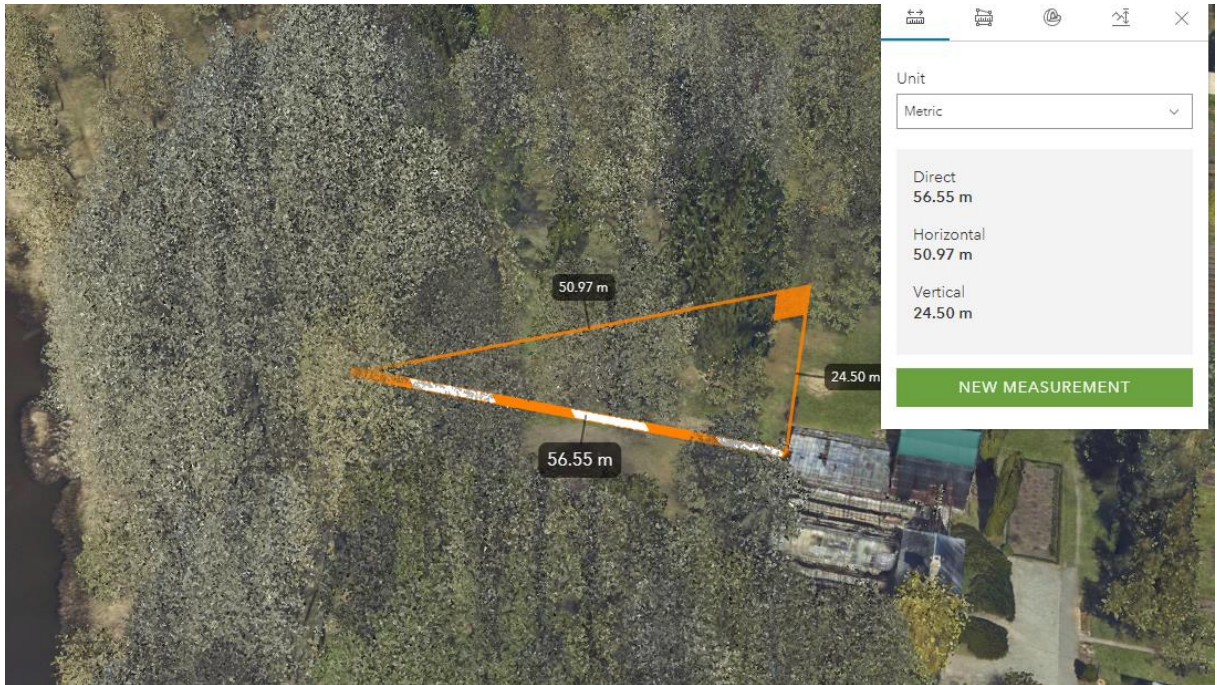 50.97 m
24.50 m
56.55 m
Unit
Metric
Direct
56.55 m
Horizontal
50.97 m
Vertical
24.50 m
NEW MEASUREMENT